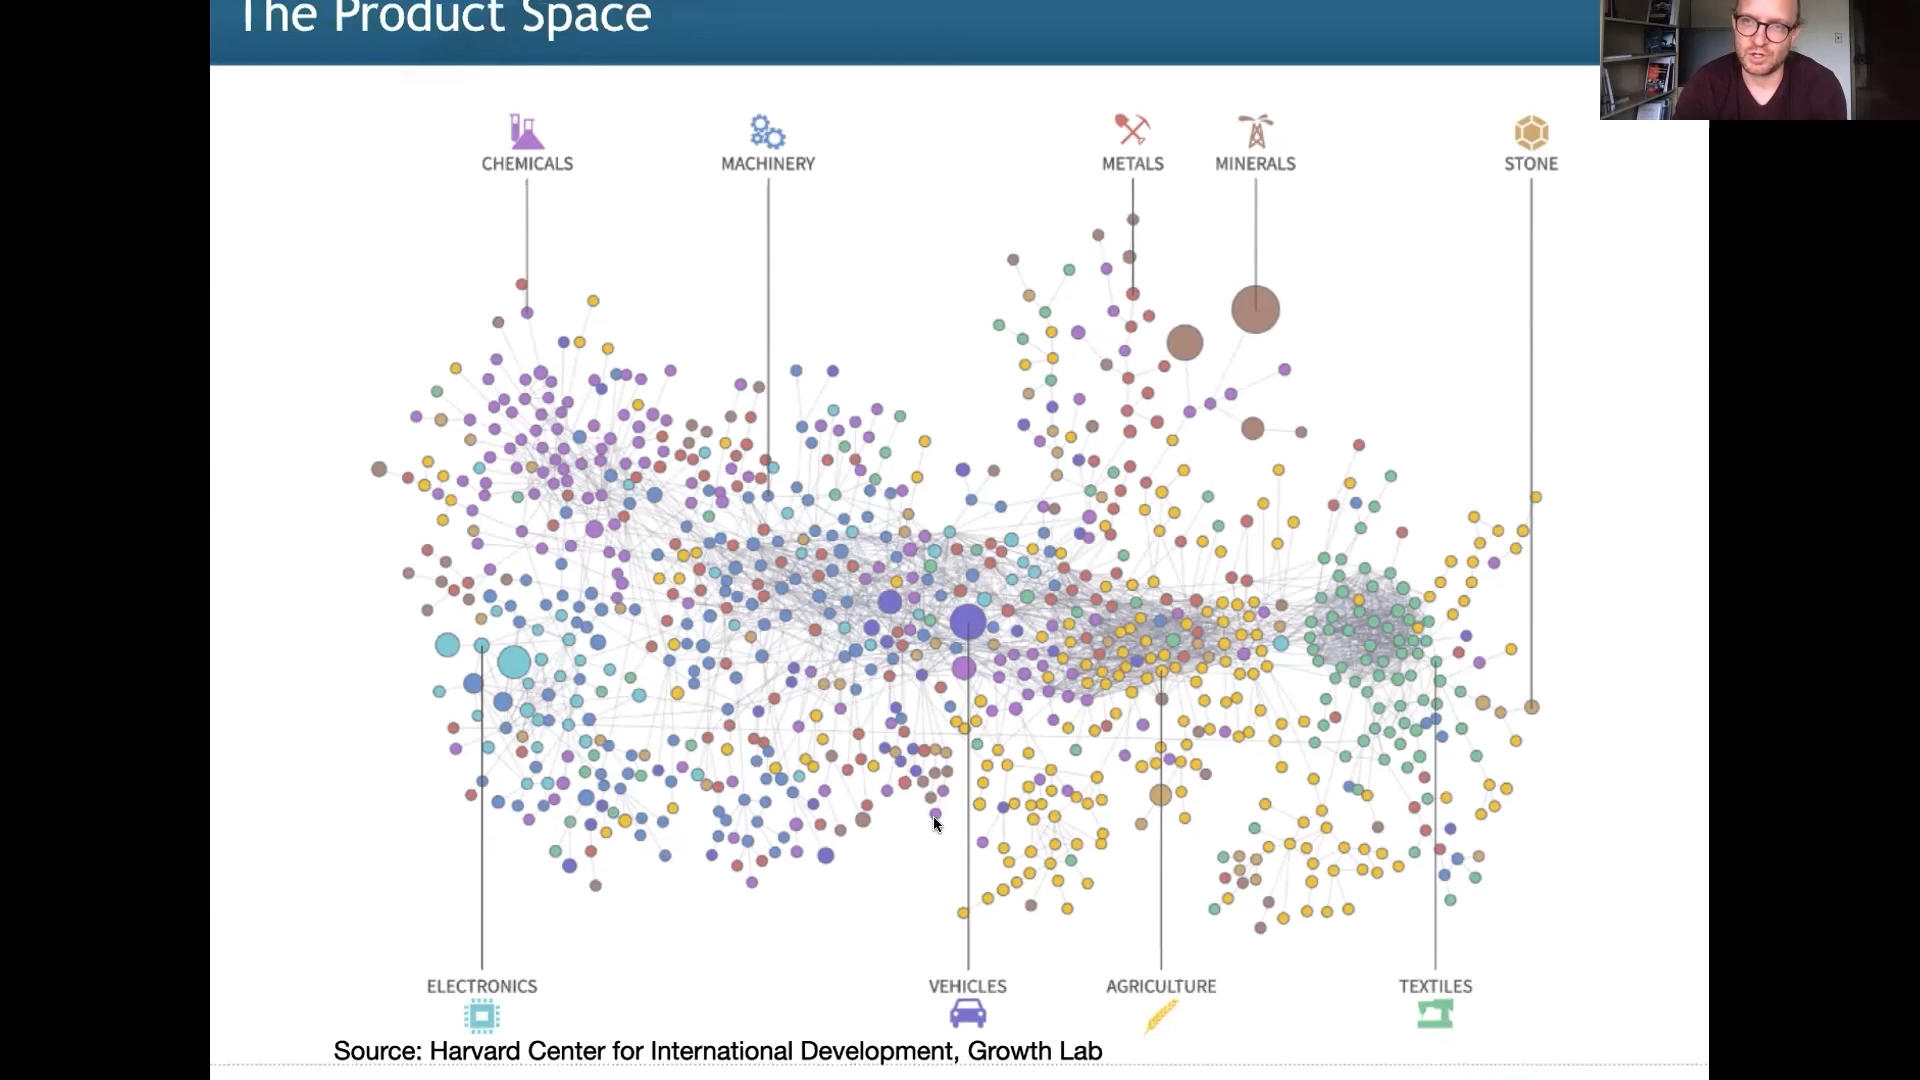 The Product Space
CHEMICALS
MACHINERY
METALS
MINERALS
STONE
ELECTRONICS
VEHICLES
AGRICULTURE
TEXTILES
Source: Harvard Center for International Development, Growth Lab